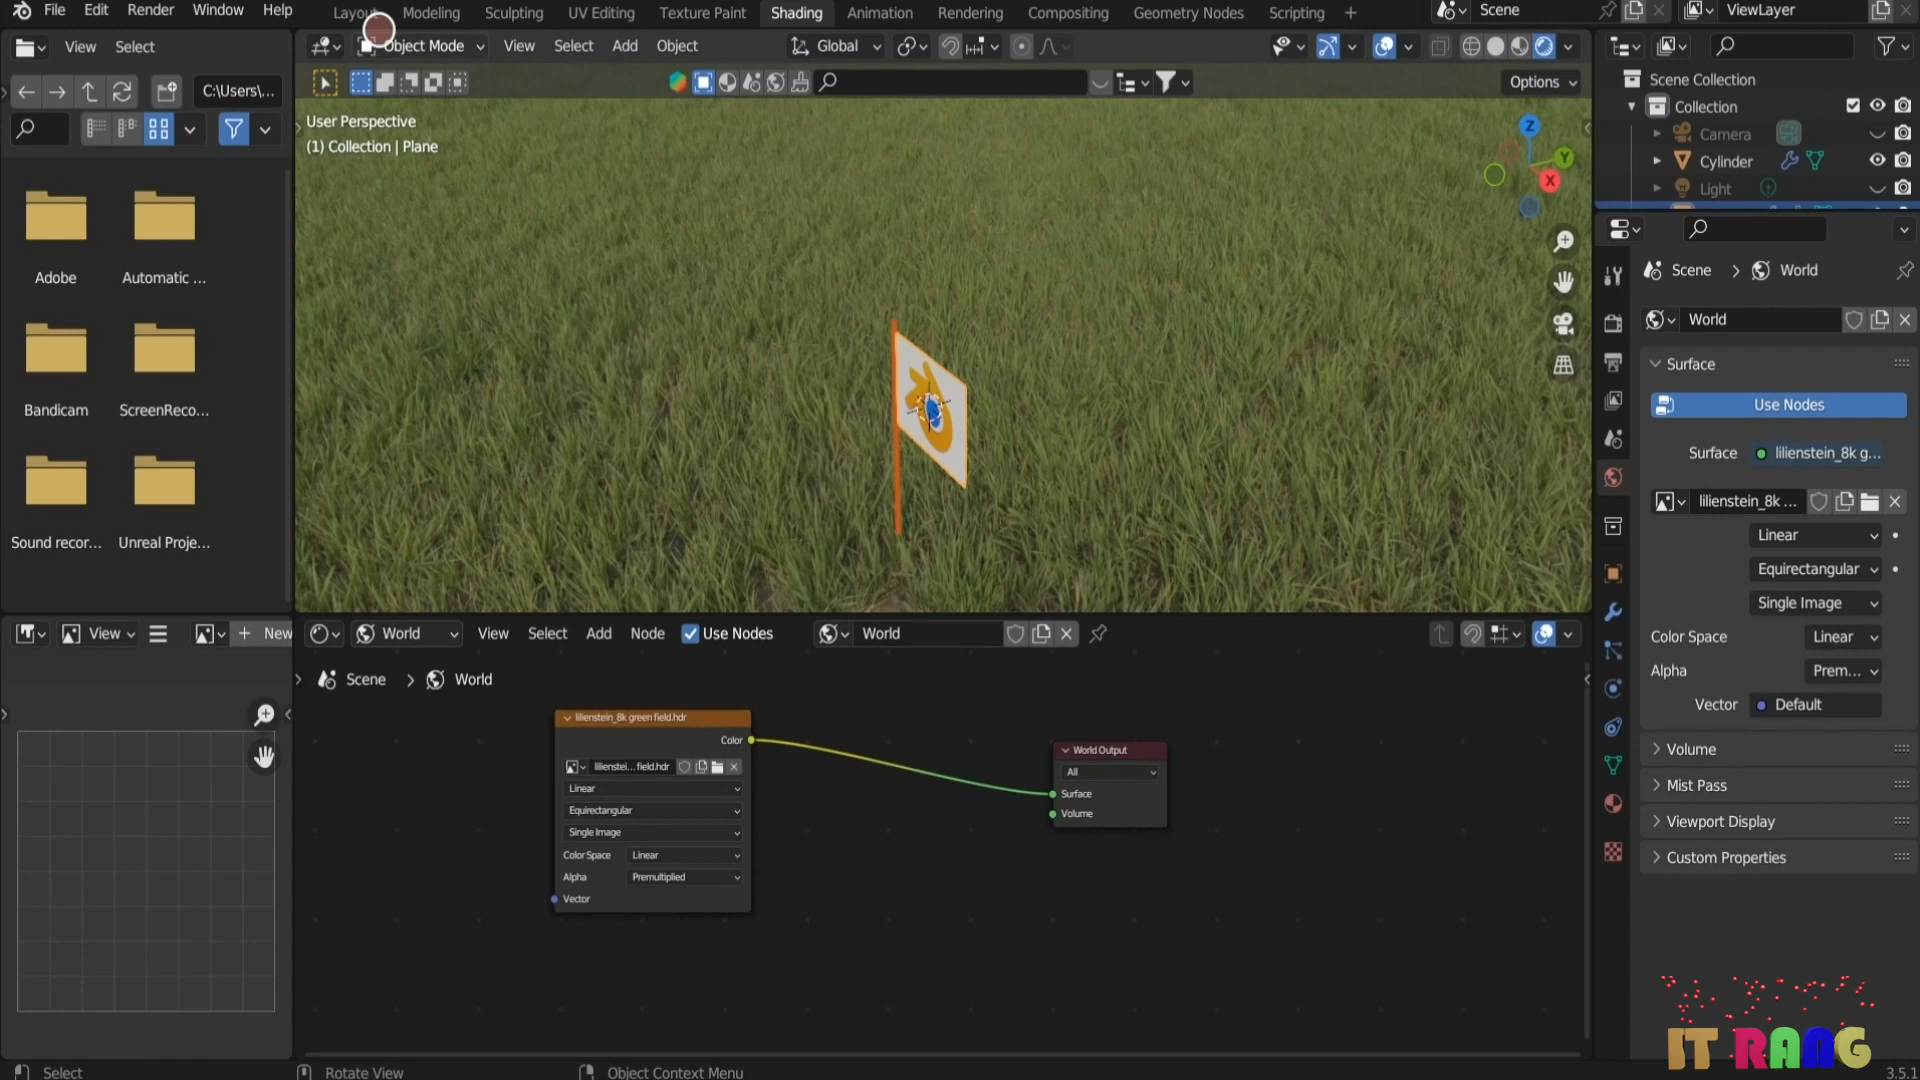 File Edit Render Window Help
Layout Modeling Sculpting UV Editing Texture Paint Shading Animation Rendering Compositing Geometry Nodes Scripting +
Scene
ViewLayer
View Select
Object Mode View Select Add Object
Global
C:\Users\...
Options
User Perspective
(1) Collection | Plane
Z
Y
X
Adobe
Automatic ...
Bandicam
ScreenReco...
Sound recor...
Unreal Proje...
Scene Collection
Collection
Camera
Cylinder
Light
Scene > World
World
Surface
Use Nodes
Surface lilienstein_8k g...
lilienstein_8k ...
Linear
Equirectangular
Single Image
Color Space Linear
Alpha Prem...
Vector Default
Volume
Mist Pass
Viewport Display
Custom Properties
View
+ New
World View Select Add Node Use Nodes
World
Scene > World
lilienstein_8k green field.hdr
Color
lilienstei... field.hdr
Linear
Equirectangular
Single Image
Color Space Linear
Alpha Premultiplied
Vector
World Output
All
Surface
Volume
IT RANG
Select
Rotate View
Object Context Menu
3.5.1